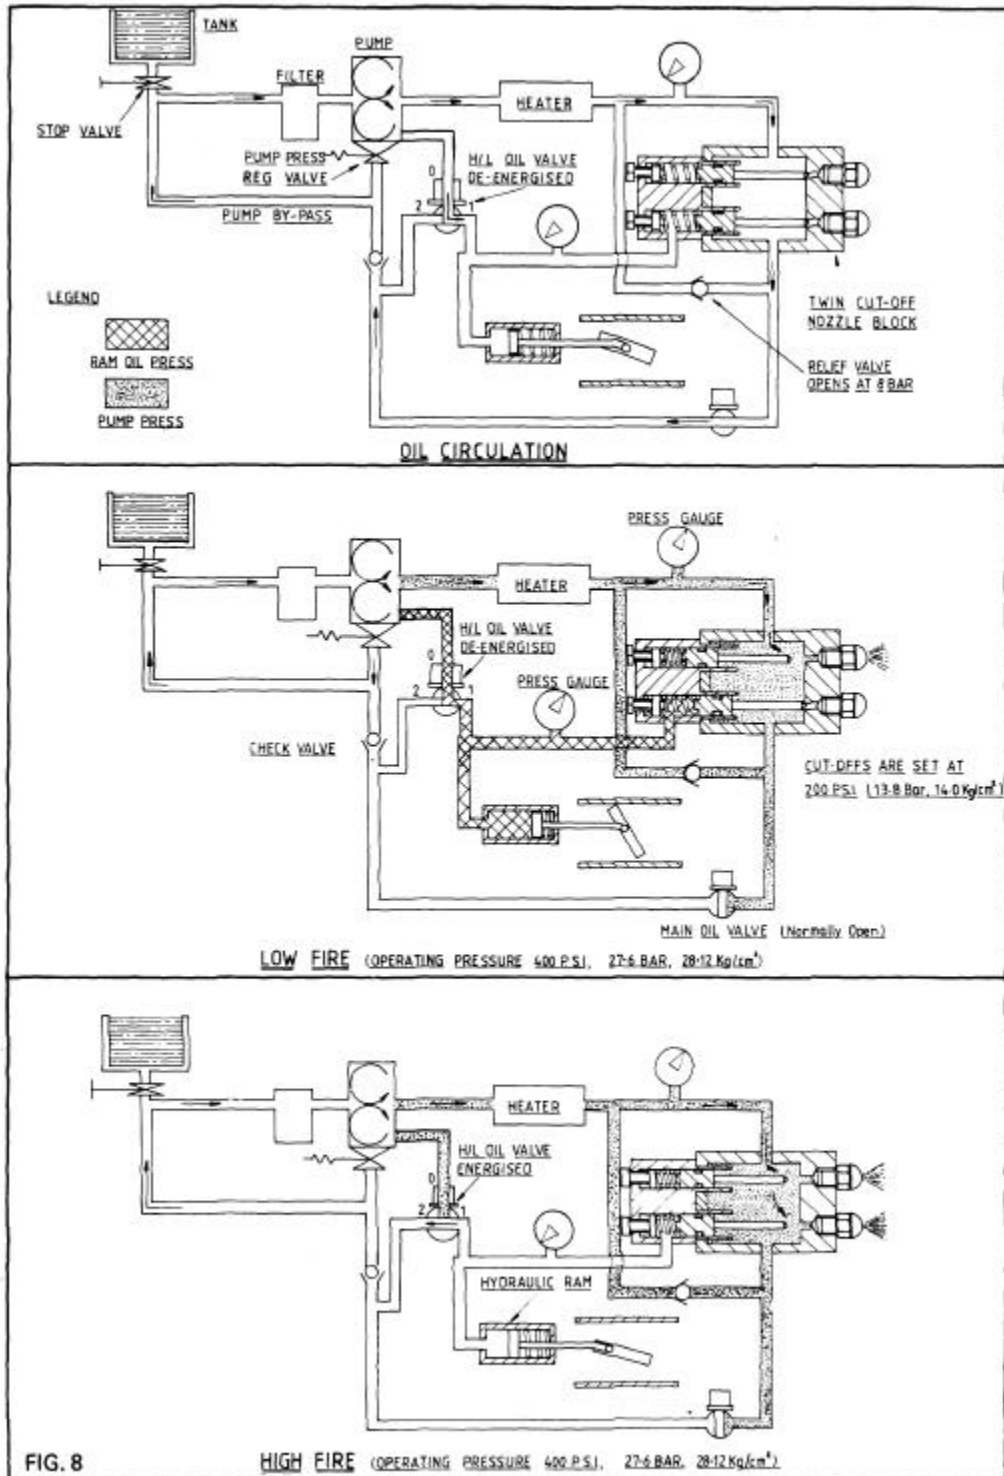 TANK
PUMP
FILTER
HEATER
STOP VALVE
PUMP PRESS
REG VALVE
H/L OIL VALVE
DE-ENERGISED
0
2
1
PUMP BY-PASS
LEGEND
RAM OIL PRESS
PUMP PRESS
TWIN CUT-OFF
NOZZLE BLOCK
RELIEF VALVE
OPENS AT 8 BAR
OIL CIRCULATION
PRESS GAUGE
HEATER
H/L OIL VALVE
DE-ENERGISED
0
2
1
PRESS GAUGE
CHECK VALVE
CUT-OFFS ARE SET AT
200 P.S.I. (13·8 Bar, 14·0 Kg/cm²)
MAIN OIL VALVE (Normally Open)
LOW FIRE (OPERATING PRESSURE 400 P.S.I, 27·6 BAR, 28·12 Kg/cm²)
HEATER
H/L OIL VALVE
ENERGISED
0
2
1
HYDRAULIC RAM
FIG. 8
HIGH FIRE (OPERATING PRESSURE 400 P.S.I, 27·6 BAR, 28·12 Kg/cm²)